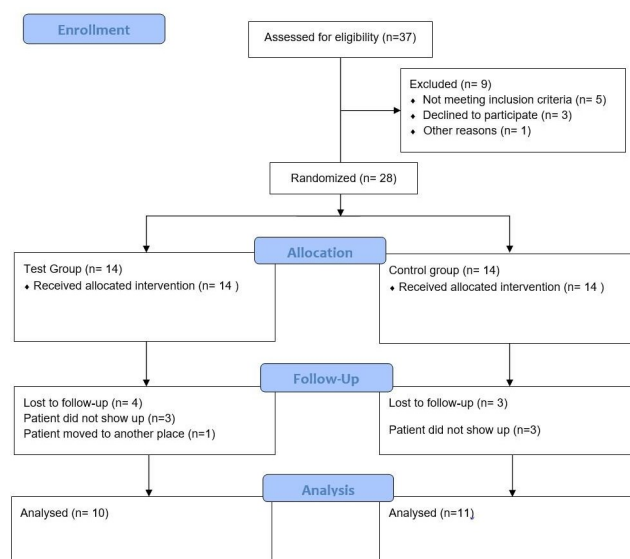 Enrollment
Assessed for eligibility (n=37)
Excluded (n= 9)
♦ Not meeting inclusion criteria (n= 5)
♦ Declined to participate (n= 3)
♦ Other reasons (n= 1)
Randomized (n= 28)
Allocation
Test Group (n= 14)
♦ Received allocated intervention (n= 14 )
Control group (n= 14)
♦ Received allocated intervention (n= 14 )
Follow-Up
Lost to follow-up (n= 4)
Patient did not show up (n=3)
Patient moved to another place (n=1)
Lost to follow-up (n= 3)
Patient did not show up (n=3)
Analysis
Analysed (n= 10)
Analysed (n=11)